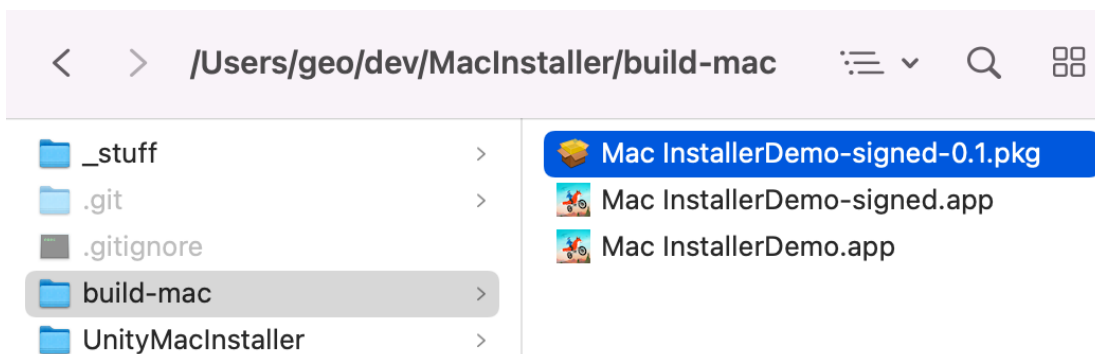 /Users/geo/dev/MacInstaller/build-mac
_stuff
.git
.gitignore
build-mac
UnityMacInstaller
Mac InstallerDemo-signed-0.1.pkg
Mac InstallerDemo-signed.app
Mac InstallerDemo.app